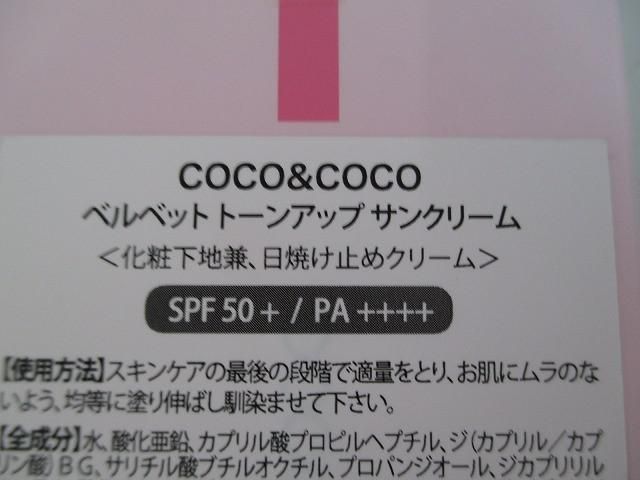 COCO&COCO
ベルベット トーンアップ サンクリーム
＜化粧下地兼、日焼け止めクリーム＞
SPF 50 + / PA ++++
【使用方法】スキンケアの最後の段階で適量をとり、お肌にムラのな
いよう、均等に塗り伸ばし馴染ませて下さい。
【全成分】水、酸化亜鉛、カプリル酸プロピルヘプチル、ジ(カプリル／カプ
リン酸)ＢＧ、サリチル酸ブチルオクチル、プロパンジオール、ジカプリリル